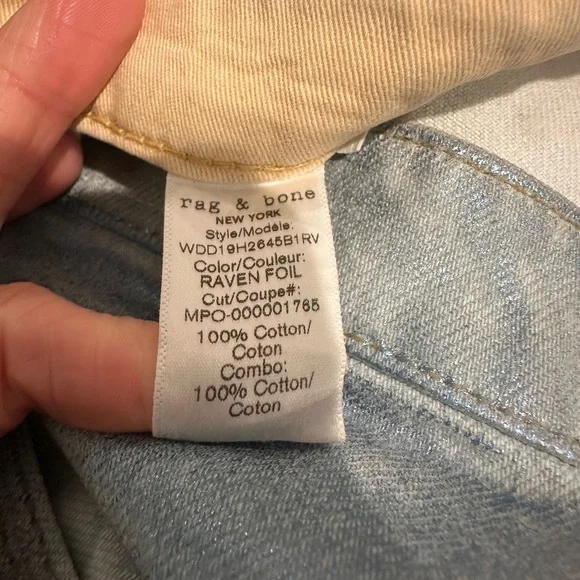 rag & bone
NEW YORK
Style/Modèle:
WDD19H2645B1RV
Color/Couleur:
RAVEN FOIL
Cut/Coupe#:
MPO-000001765
100% Cotton/
Coton
Combo:
100% Cotton/
Coton